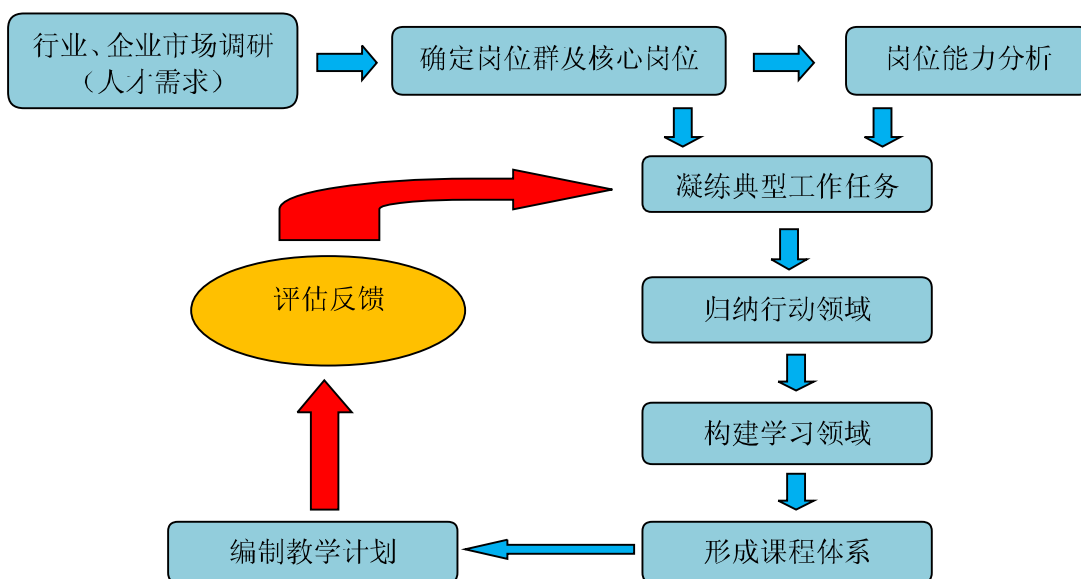 行业、企业市场调研
（人才需求）
确定岗位群及核心岗位
岗位能力分析
凝练典型工作任务
评估反馈
归纳行动领域
构建学习领域
编制教学计划
形成课程体系